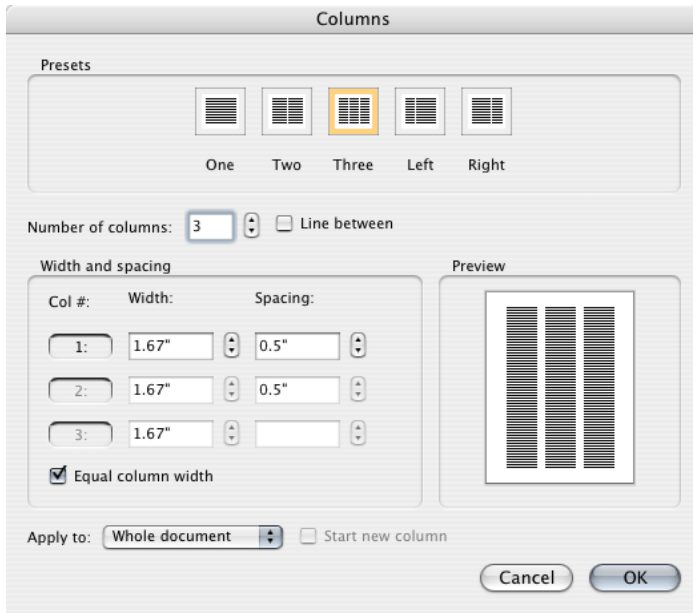 Columns
Presets
One Two Three Left Right
Number of columns: 3 Line between
Width and spacing
Col #: Width: Spacing:
1: 1.67" 0.5"
2: 1.67" 0.5"
3: 1.67"
Equal column width
Preview
Apply to: Whole document Start new column
Cancel OK